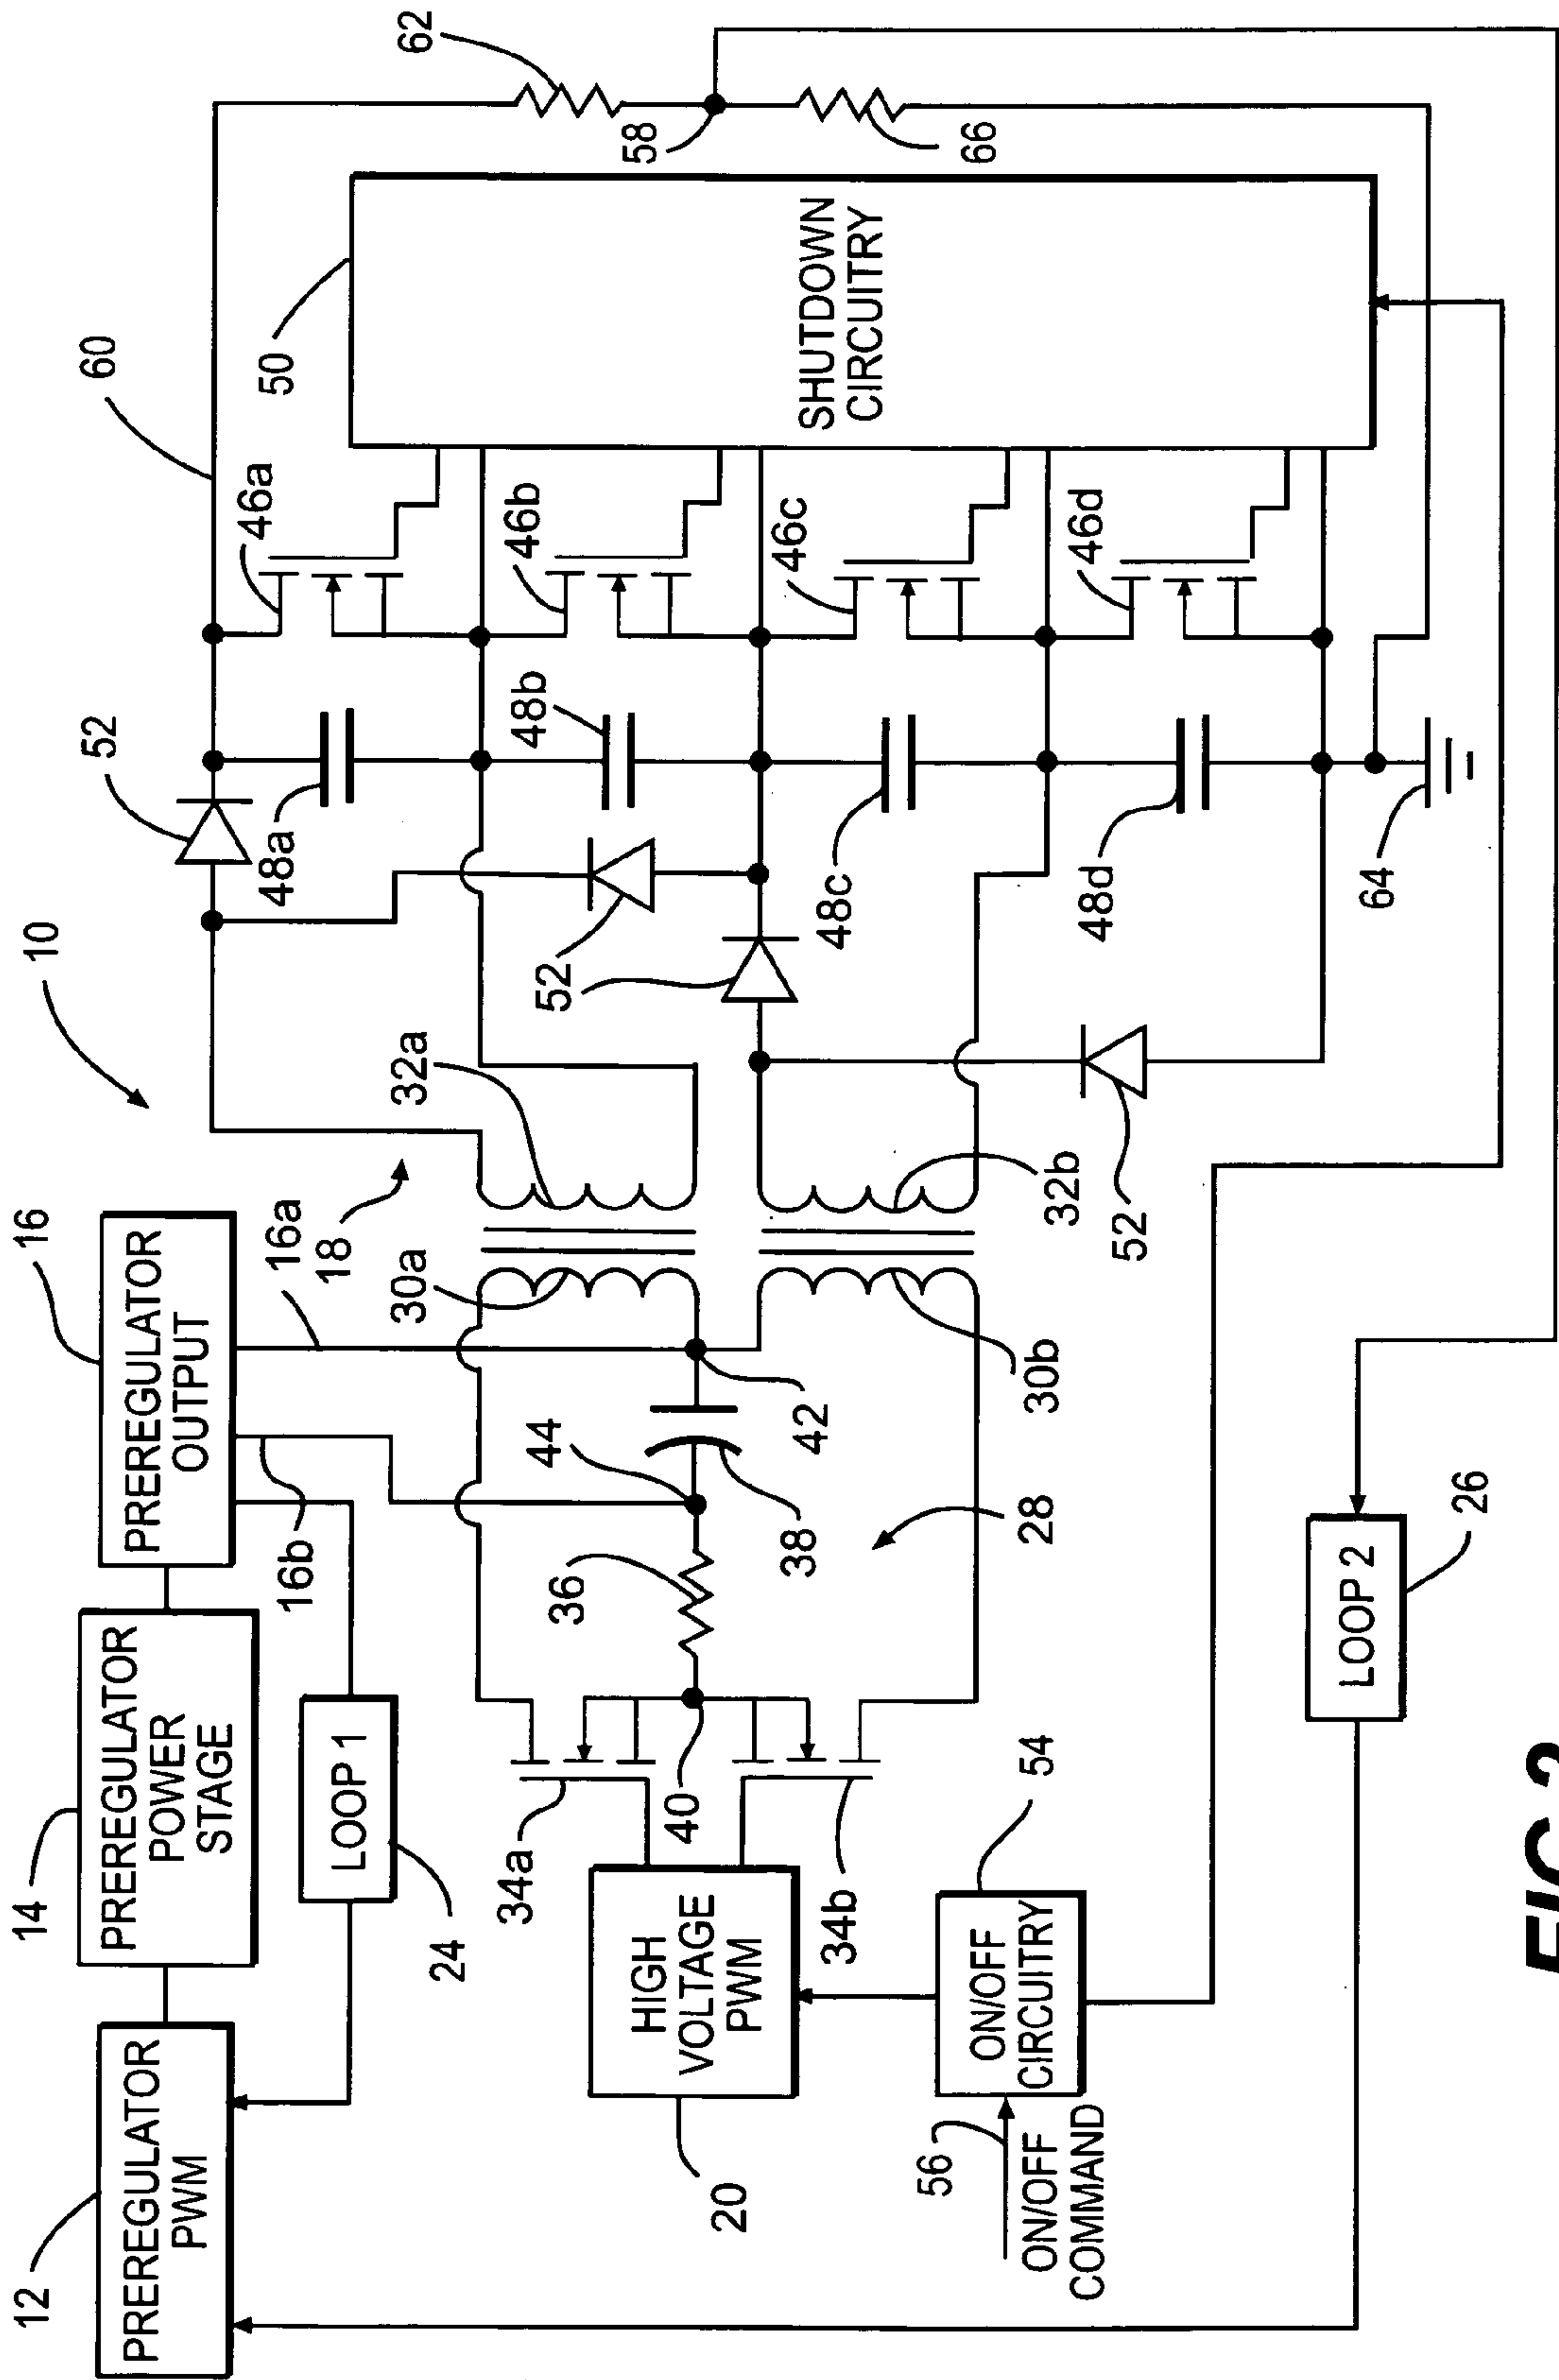 10
12
PREREGULATOR
PWM
14
PREREGULATOR
POWER
STAGE
16
PREREGULATOR
OUTPUT
16a
16b
18
LOOP 1
24
20
HIGH
VOLTAGE
PWM
34a
34b
40
36
44
38
42
28
30a
30b
32a
32b
52
52
52
48a
48b
48c
48d
46a
46b
46c
46d
60
50
SHUTDOWN
CIRCUITRY
62
58
66
64
54
ON/OFF
CIRCUITRY
56
ON/OFF
COMMAND
LOOP 2
26